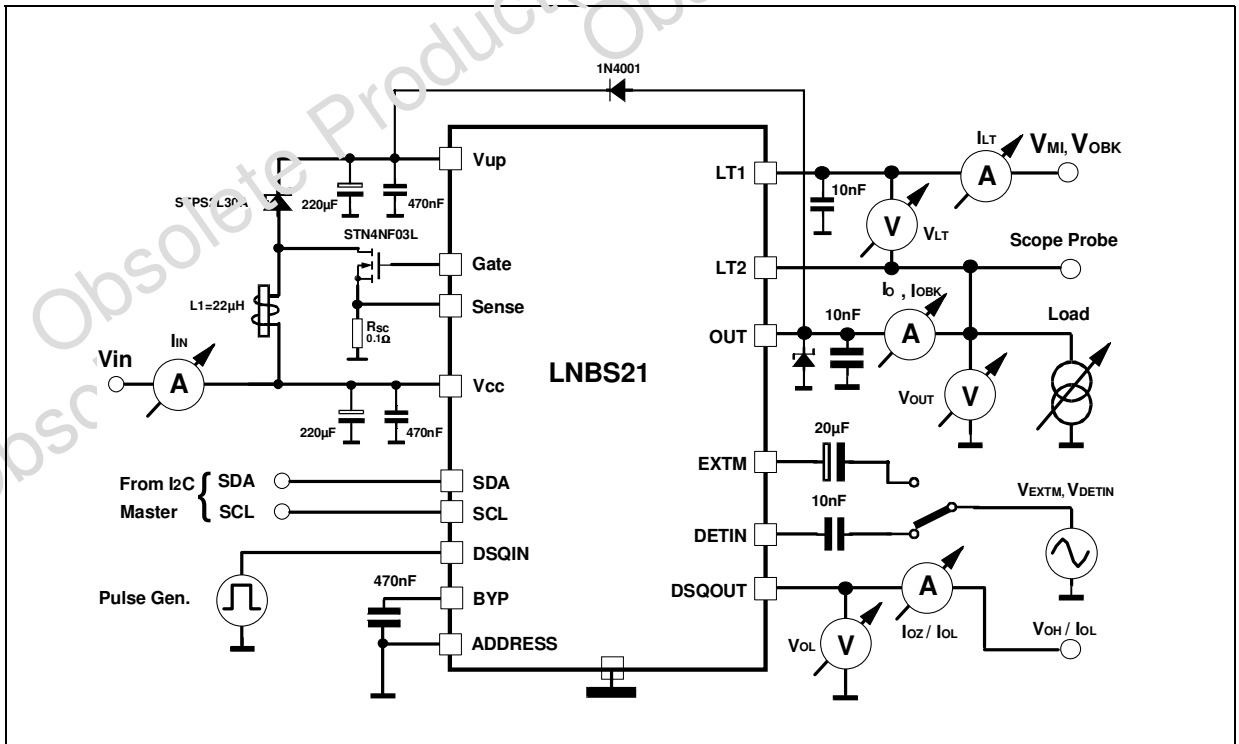 Obsolete Product
Obsolete
1N4001
Vup
220µF
470nF
STN4NF03L
Gate
Sense
L1=22µH
RSC
0.1Ω
IIN
Vin
A
Vcc
220µF
470nF
From I2C { SDA
Master { SCL
SDA
SCL
DSQIN
Pulse Gen.
470nF
BYP
ADDRESS
LNBS21
LT1
10nF
ILT
A
VMI, VOBK
V
VLT
LT2
Scope Probe
IO , IOBK
10nF
A
OUT
Load
VOUT
V
20µF
EXTM
10nF
DETIN
VEXTM, VDETIN
DSQOUT
A
IOZ / IOL
VOL
V
VOH / IOL